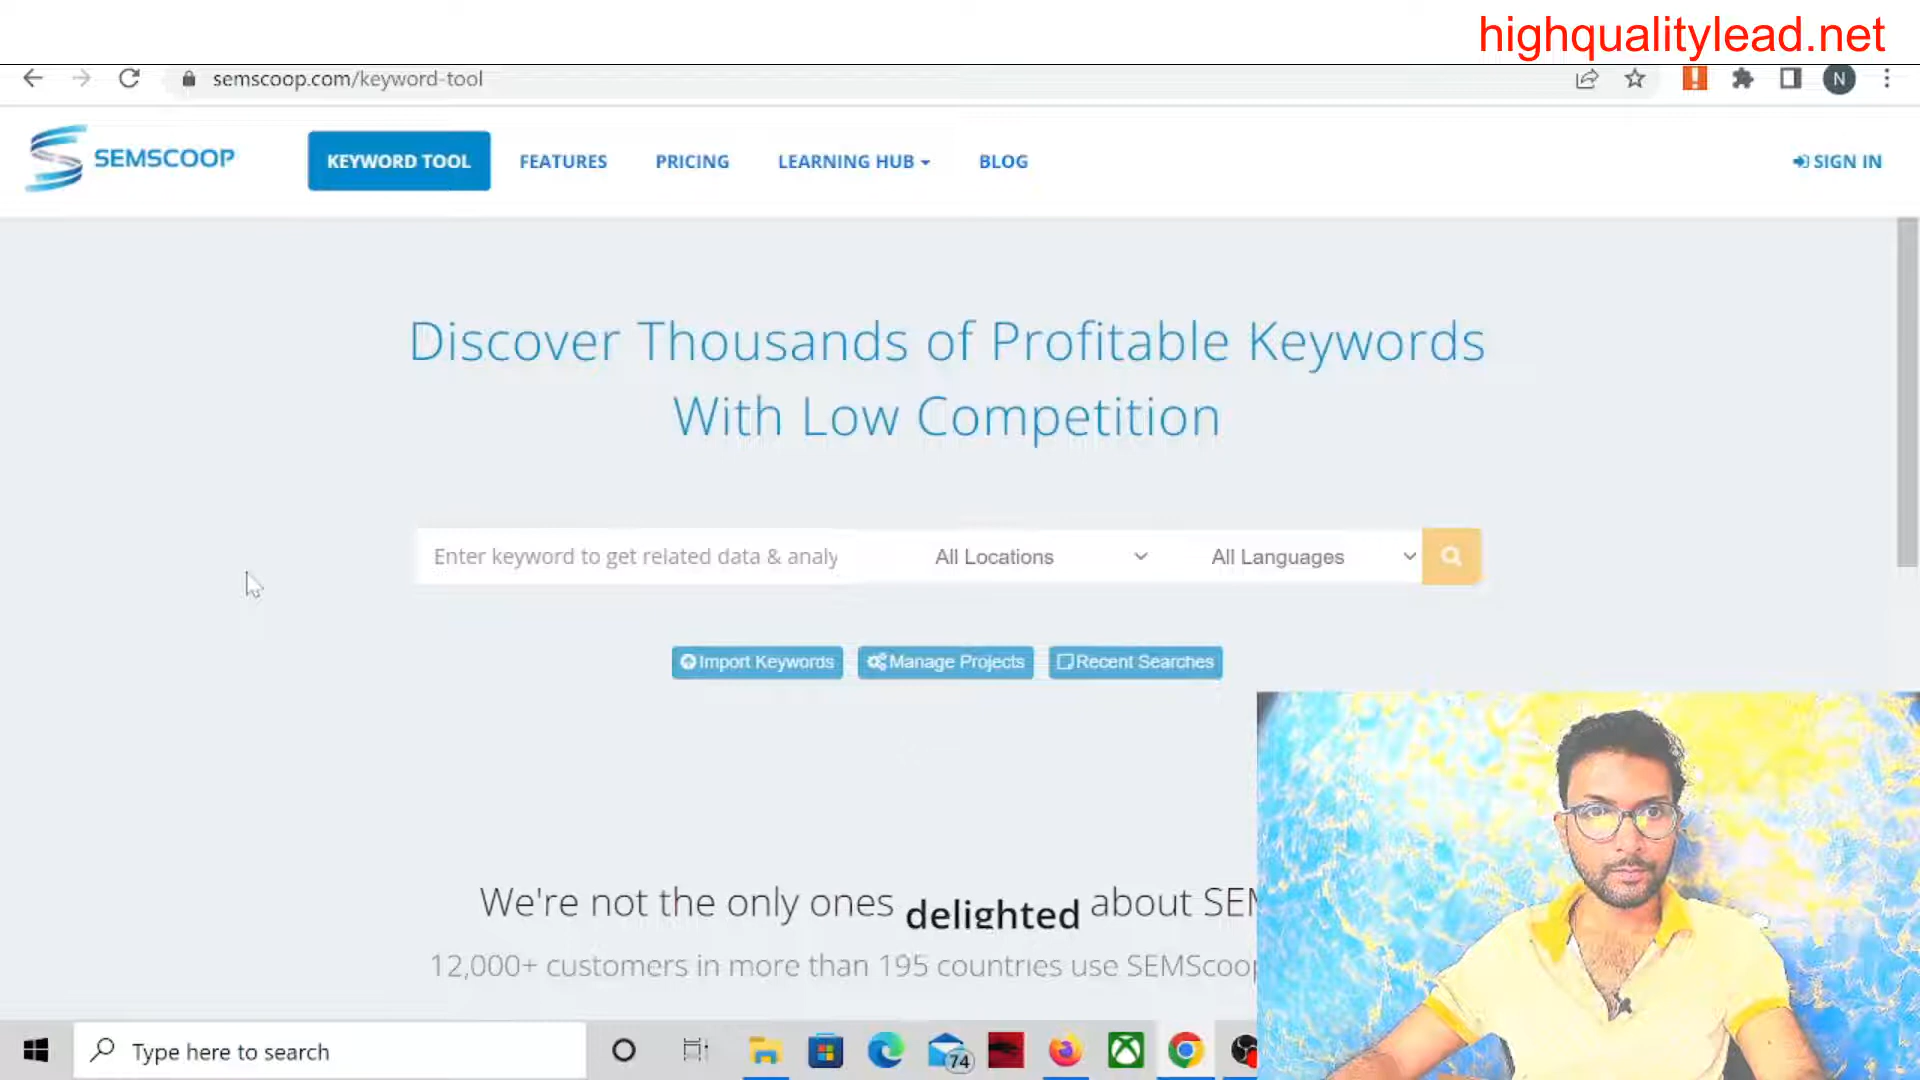 highqualitylead.net
semscoop.com/keyword-tool
N
SEMSCOOP
KEYWORD TOOL
FEATURES
PRICING
LEARNING HUB
BLOG
SIGN IN
Discover Thousands of Profitable Keywords
With Low Competition
Enter keyword to get related data & analy
All Locations
All Languages
Import Keywords
Manage Projects
Recent Searches
We're not the only ones delighted about SEM
12,000+ customers in more than 195 countries use SEMScoop
Type here to search
74